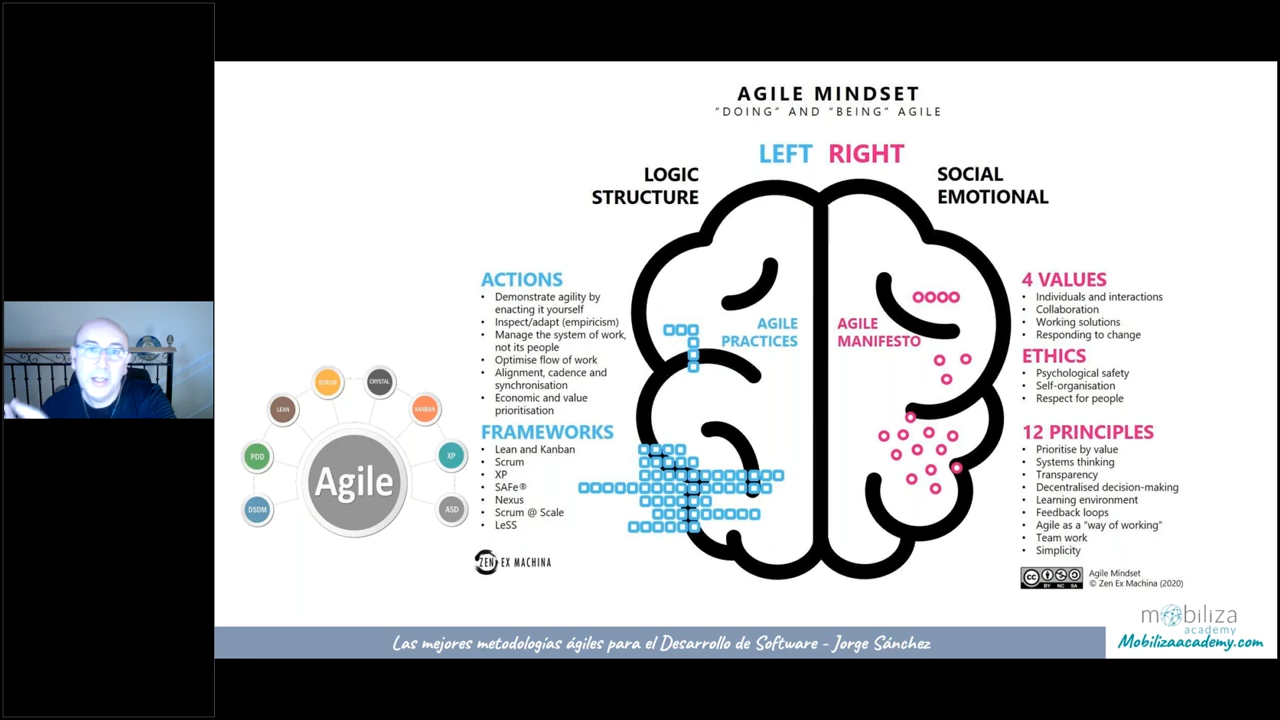 AGILE MINDSET
"DOING" AND "BEING" AGILE
LEFT RIGHT
LOGIC
STRUCTURE
SOCIAL
EMOTIONAL
ACTIONS
• Demonstrate agility by
enacting it yourself
• Inspect/adapt (empiricism)
• Manage the system of work,
not its people
• Optimise flow of work
• Alignment, cadence and
synchronisation
• Economic and value
prioritisation
FRAMEWORKS
• Lean and Kanban
• Scrum
• XP
• SAFe®
• Nexus
• Scrum @ Scale
• LeSS
ZEN EX MACHINA
AGILE
PRACTICES
AGILE
MANIFESTO
4 VALUES
• Individuals and interactions
• Collaboration
• Working solutions
• Responding to change
ETHICS
• Psychological safety
• Self-organisation
• Respect for people
12 PRINCIPLES
• Prioritise by value
• Systems thinking
• Transparency
• Decentralised decision-making
• Learning environment
• Feedback loops
• Agile as a "way of working"
• Team work
• Simplicity
cc BY NC SA
Agile Mindset
© Zen Ex Machina (2020)
SCRUM
CRYSTAL
LEAN
KANBAN
PDD
XP
Agile
DSDM
ASD
mobiliza
academy
Mobilizaacademy.com
Las mejores metodologías ágiles para el Desarrollo de Software - Jorge Sánchez